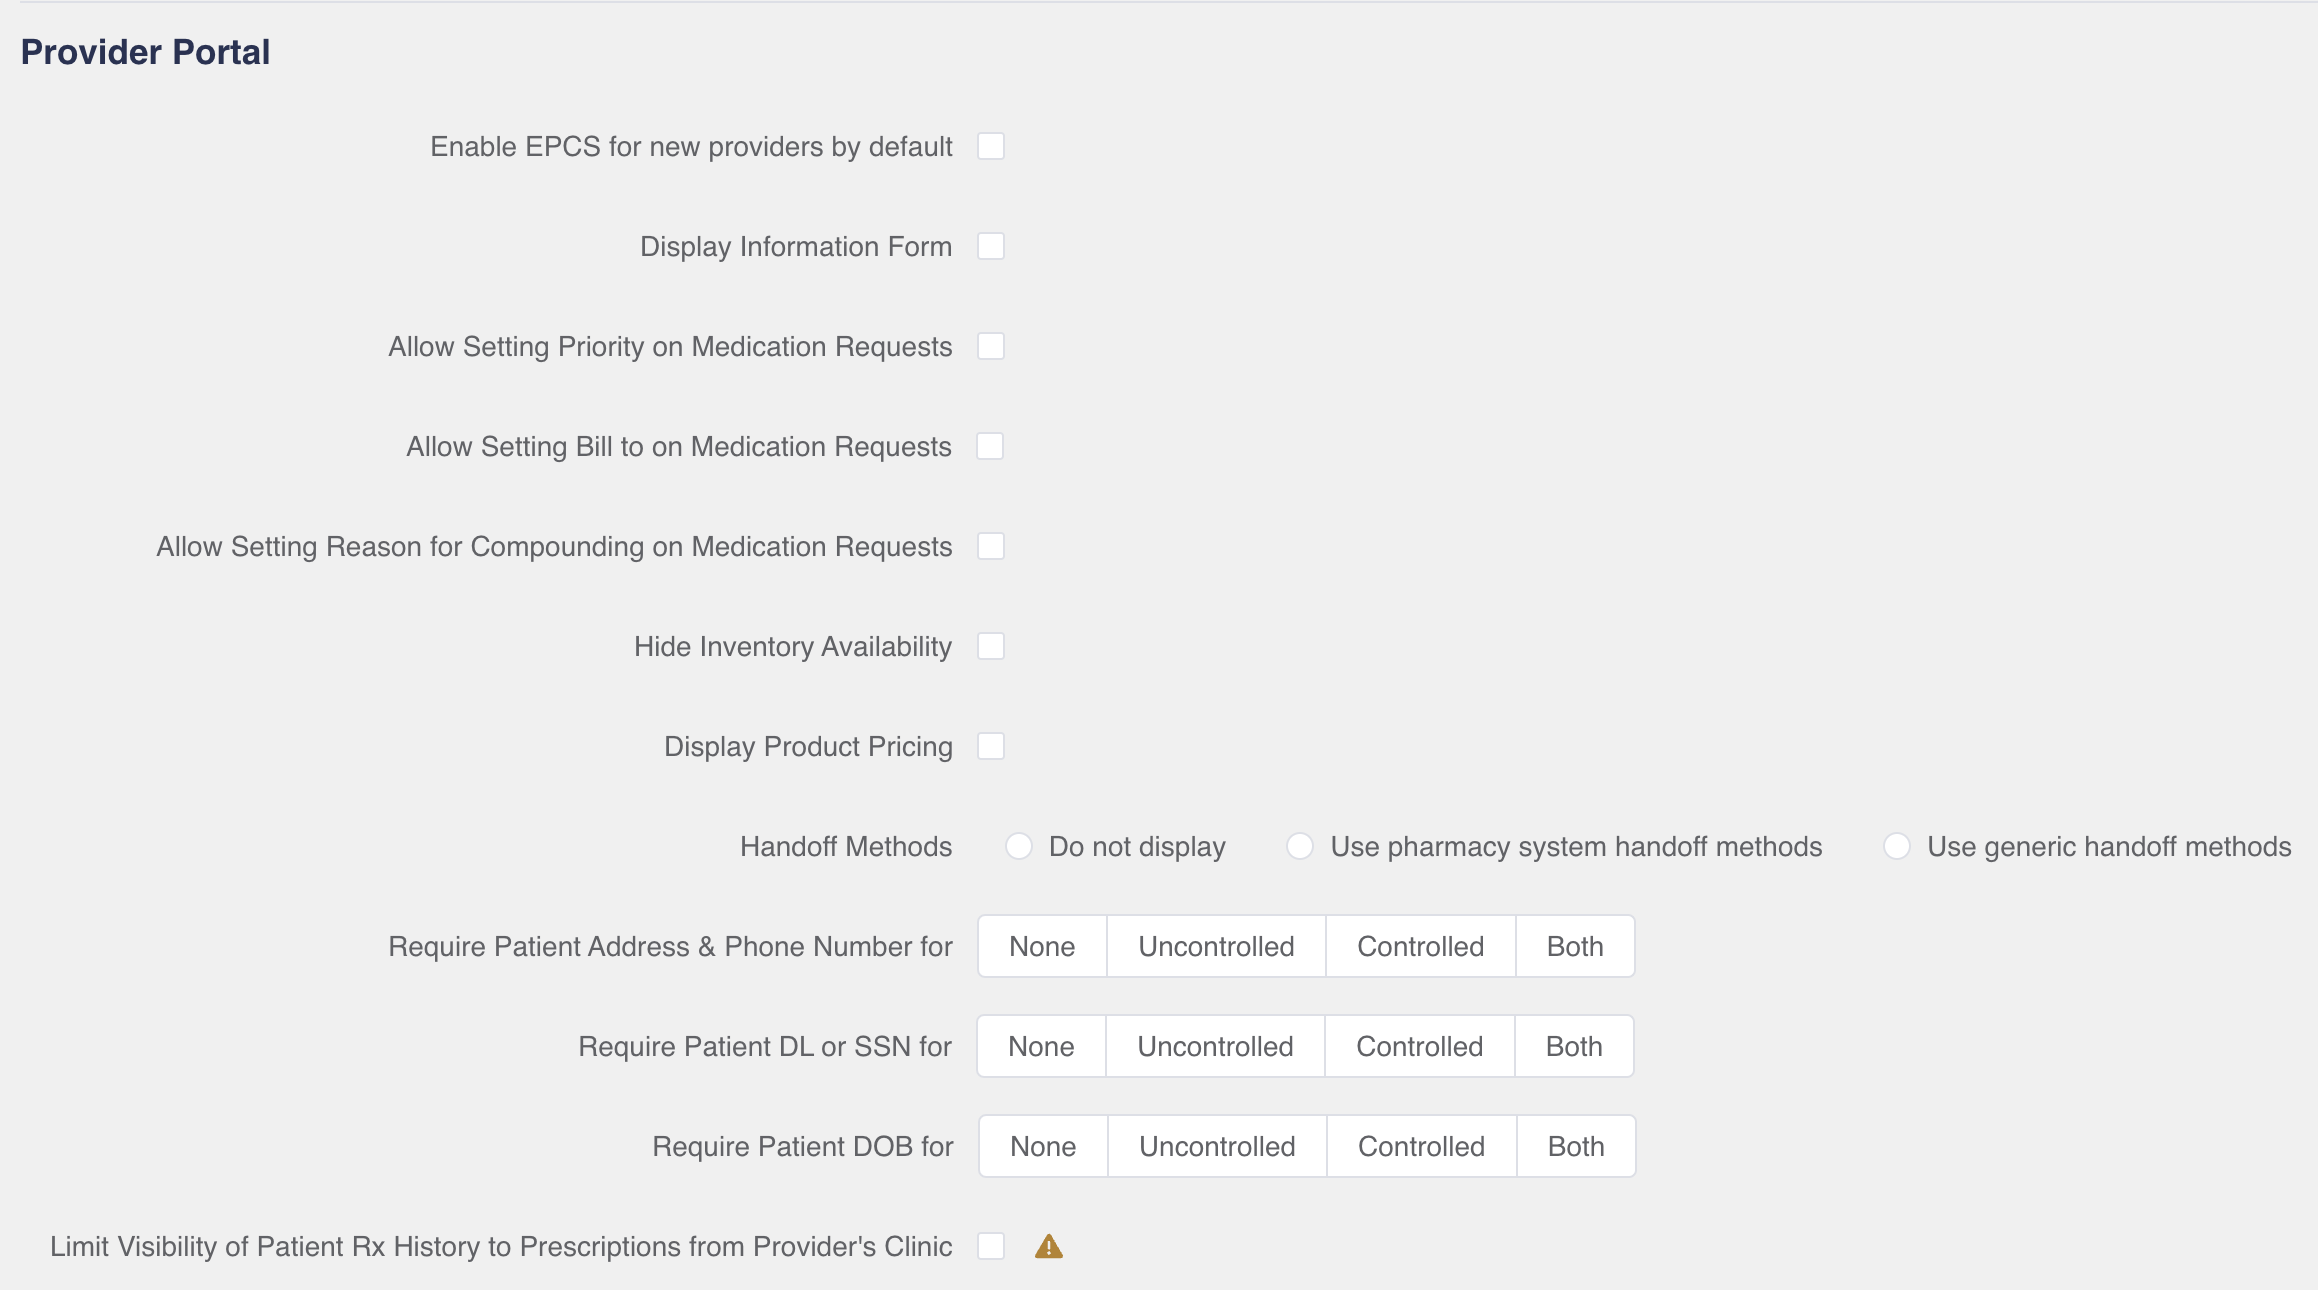 Provider Portal
Enable EPCS for new providers by default
Display Information Form
Allow Setting Priority on Medication Requests
Allow Setting Bill to on Medication Requests
Allow Setting Reason for Compounding on Medication Requests
Hide Inventory Availability
Display Product Pricing
Handoff Methods Do not display Use pharmacy system handoff methods Use generic handoff methods
Require Patient Address & Phone Number for None Uncontrolled Controlled Both
Require Patient DL or SSN for None Uncontrolled Controlled Both
Require Patient DOB for None Uncontrolled Controlled Both
Limit Visibility of Patient Rx History to Prescriptions from Provider's Clinic